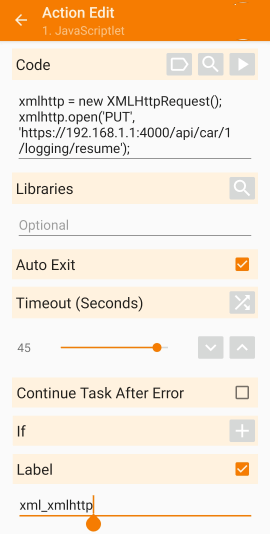 Action Edit
1. JavaScriptlet
Code
xmlhttp = new XMLHttpRequest();
xmlhttp.open('PUT',
'https://192.168.1.1:4000/api/car/1
/logging/resume');
Libraries
Optional
Auto Exit
Timeout (Seconds)
45
Continue Task After Error
If
Label
xml_xmlhttp